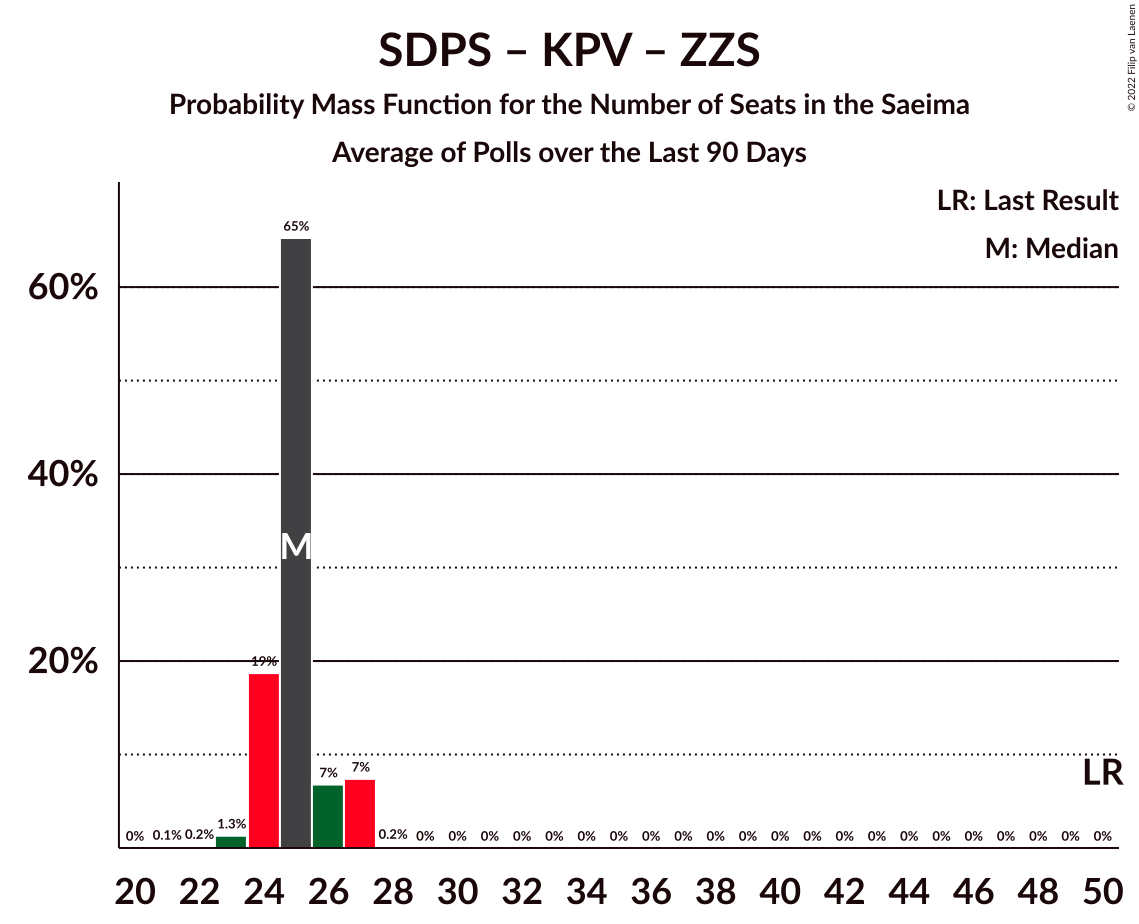 SDPS – KPV – ZZS
Probability Mass Function for the Number of Seats in the Saeima
Average of Polls over the Last 90 Days
© 2022 Filip van Laenen
LR: Last Result
M: Median
60%
40%
20%
0% 0.1% 0.2% 1.3% 19% 65% 7% 7% 0.2% 0% 0% 0% 0% 0% 0% 0% 0% 0% 0% 0% 0% 0% 0% 0% 0% 0% 0% 0% 0% 0% 0%
M
LR
20 22 24 26 28 30 32 34 36 38 40 42 44 46 48 50